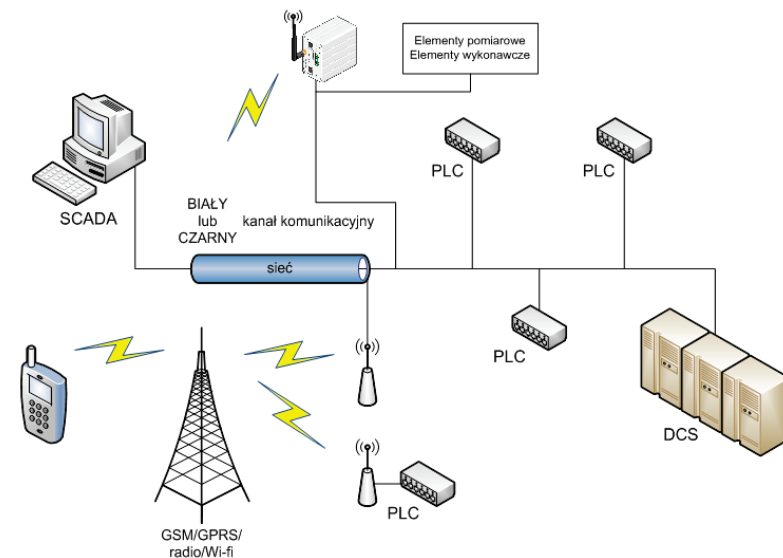 Elementy pomiarowe
Elementy wykonawcze
PLC
PLC
SCADA
BIAŁY
lub kanał komunikacyjny
CZARNY
sieć
PLC
DCS
PLC
GSM/GPRS/
radio/Wi-fi